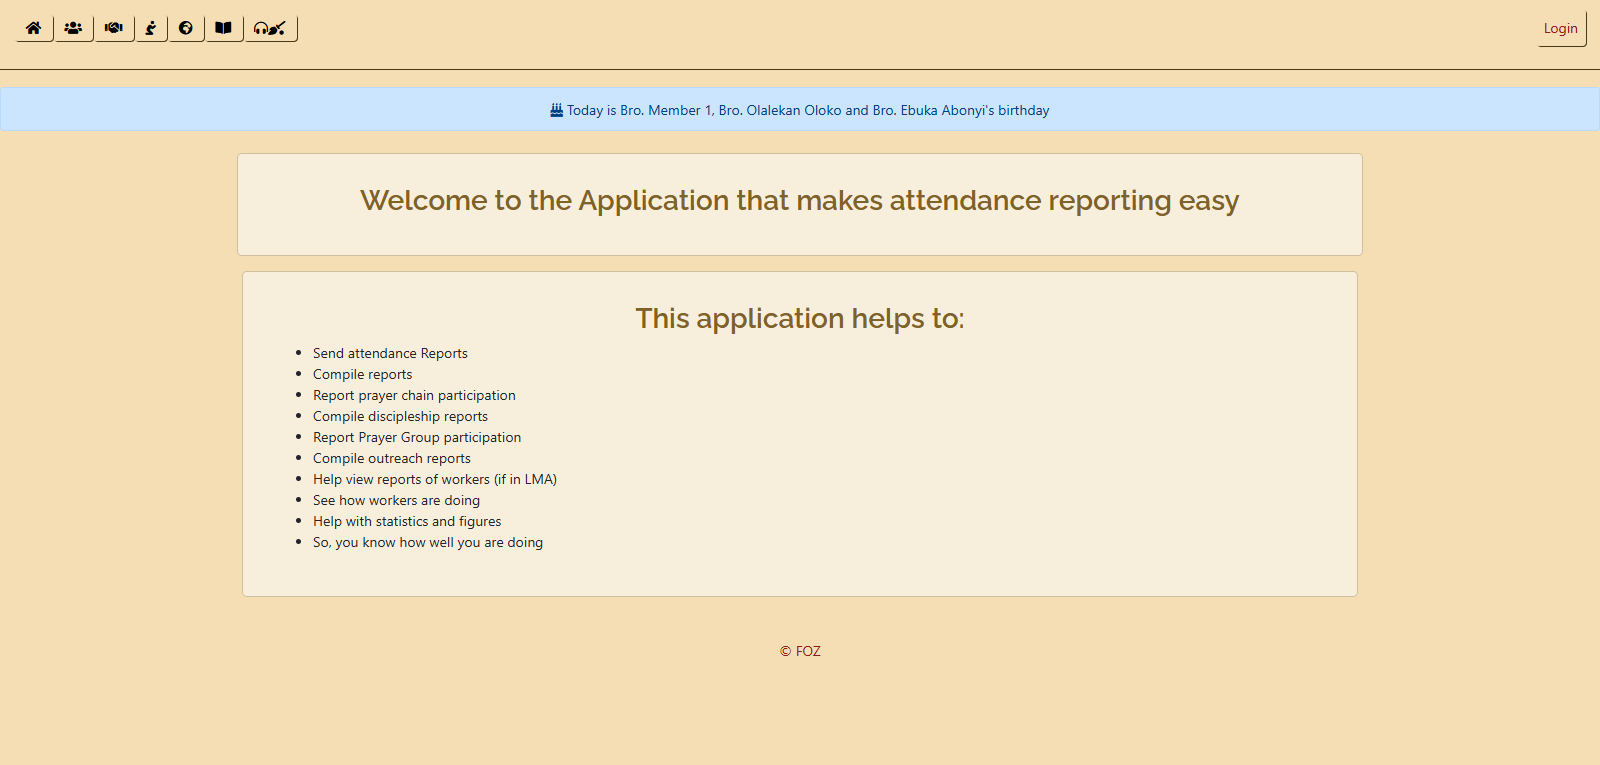 Login
Today is Bro. Member 1, Bro. Olalekan Oloko and Bro. Ebuka Abonyi's birthday
Welcome to the Application that makes attendance reporting easy
This application helps to:
Send attendance Reports
Compile reports
Report prayer chain participation
Compile discipleship reports
Report Prayer Group participation
Compile outreach reports
Help view reports of workers (if in LMA)
See how workers are doing
Help with statistics and figures
So, you know how well you are doing
© FOZ